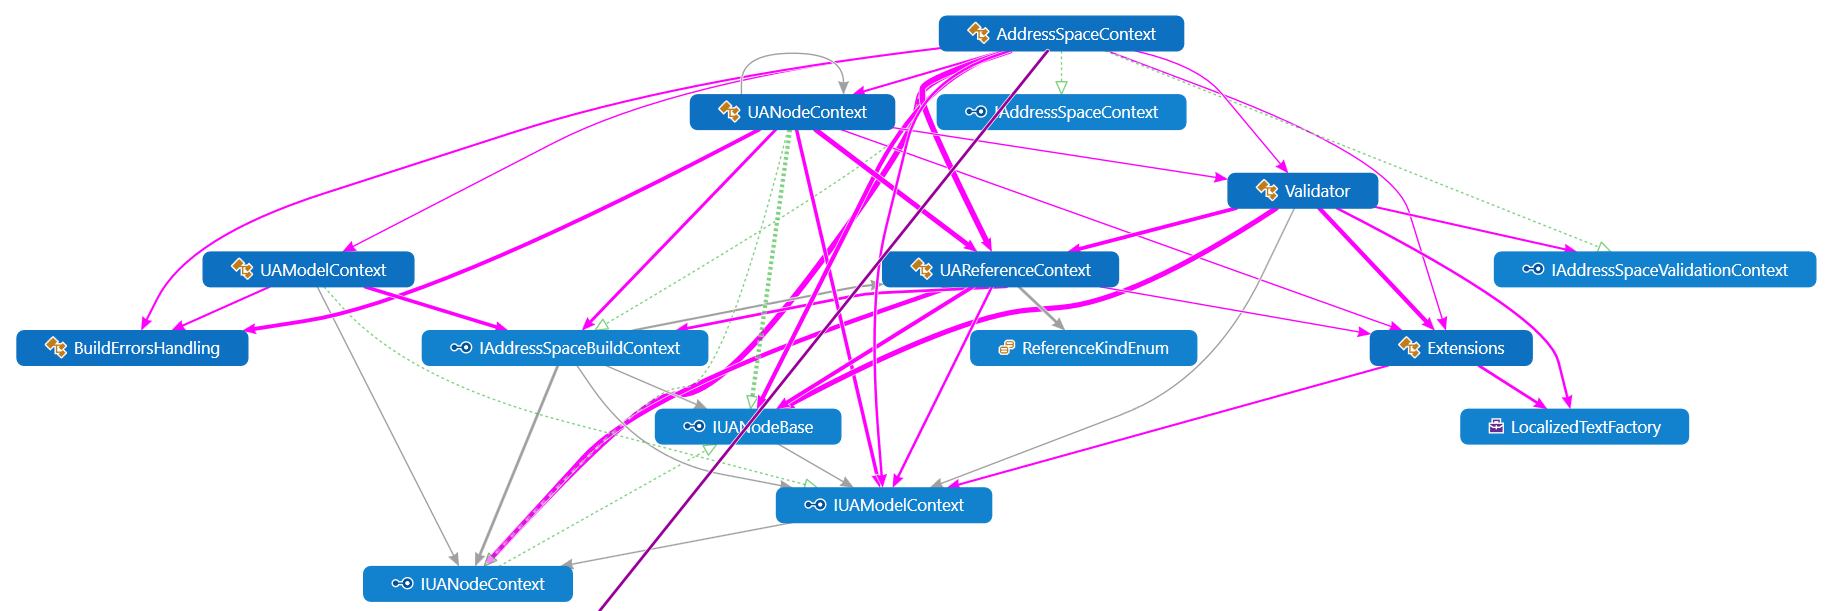 AddressSpaceContext
UANodeContext
IAddressSpaceContext
Validator
UAModelContext
UAReferenceContext
IAddressSpaceValidationContext
BuildErrorsHandling
IAddressSpaceBuildContext
ReferenceKindEnum
Extensions
IUANodeBase
LocalizedTextFactory
IUAModelContext
IUANodeContext